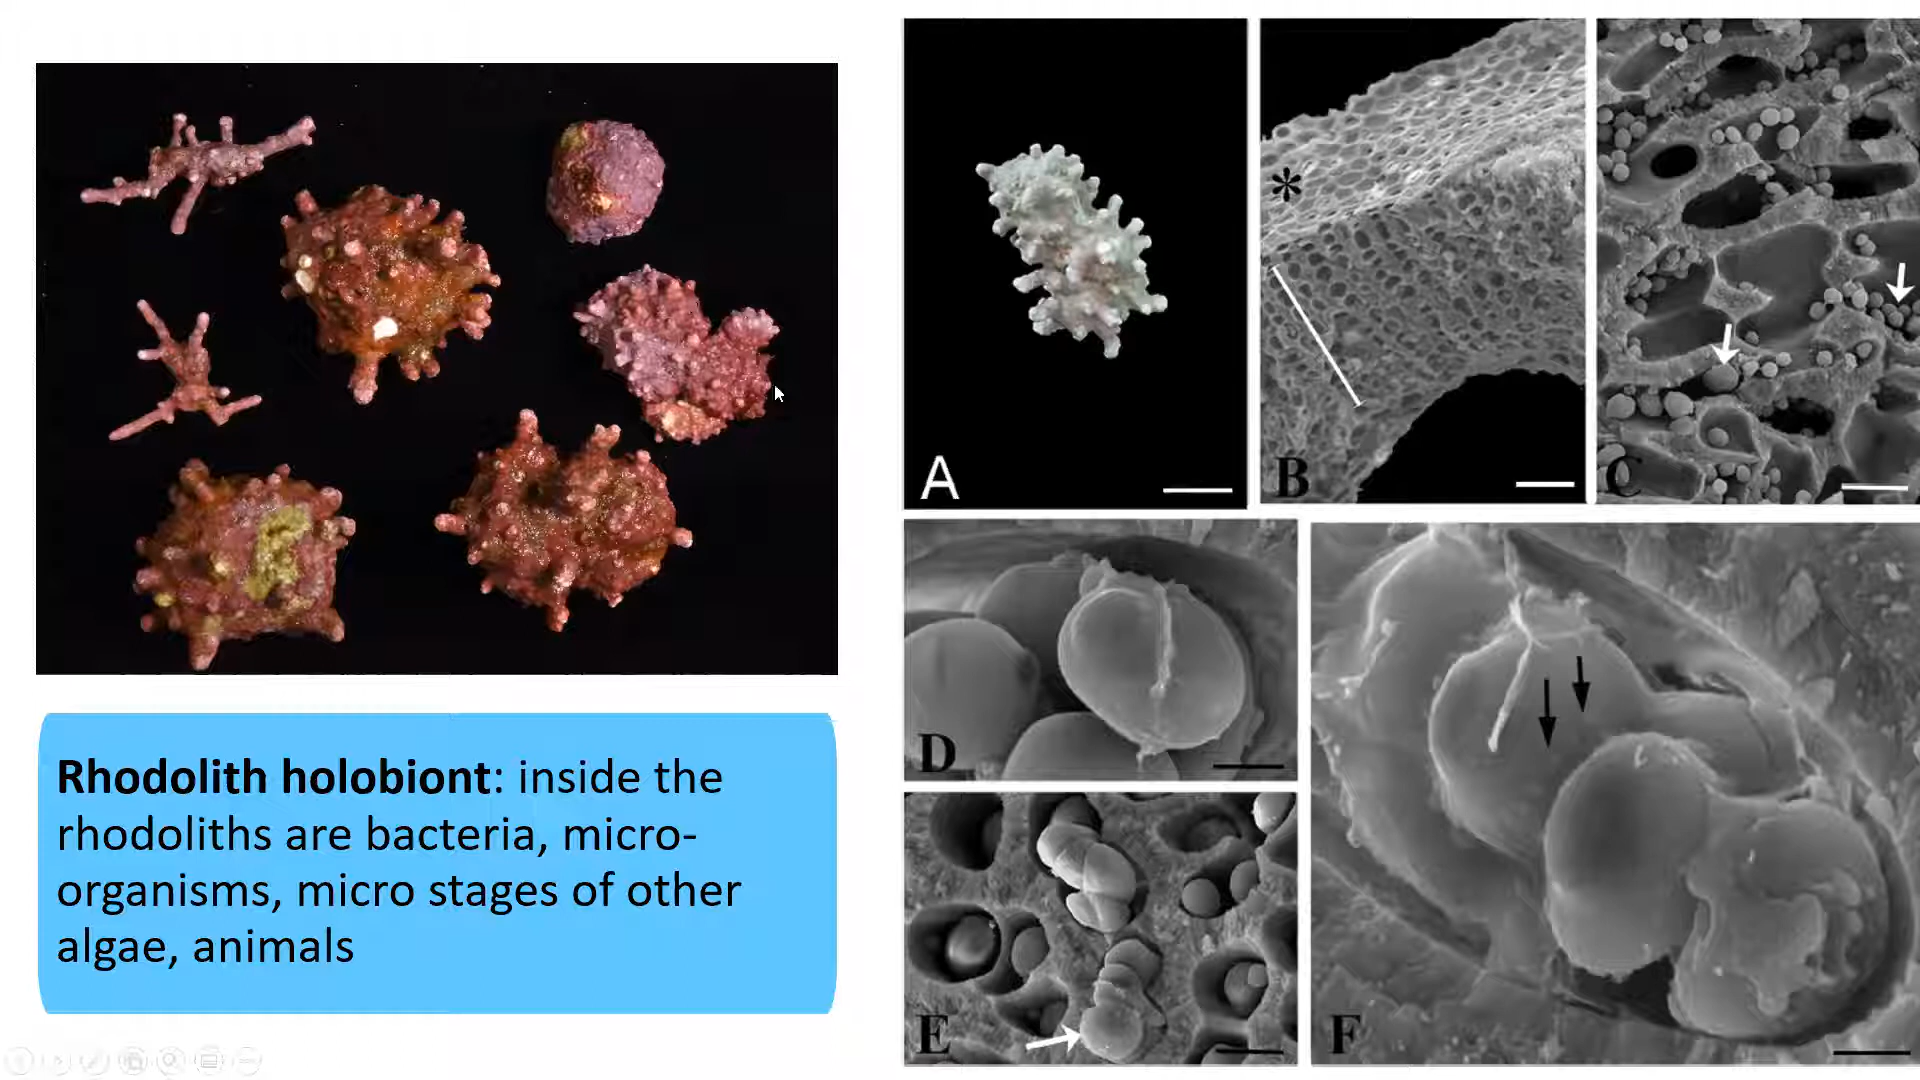 Rhodolith holobiont: inside the
rhodoliths are bacteria, micro-
organisms, micro stages of other
algae, animals
A
*
B
C
D
E
F